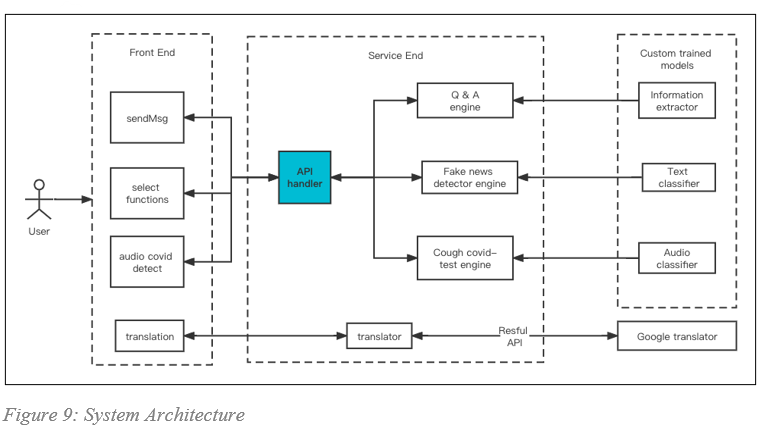 Front End
Service End
Custom trained
models
sendMsg
Q & A
engine
Information
extractor
API
handler
select
functions
Fake news
detector engine
Text
classifier
User
audio covid
detect
Cough covid-
test engine
Audio
classifier
translation
translator
Resful
API
Google translator
Figure 9: System Architecture